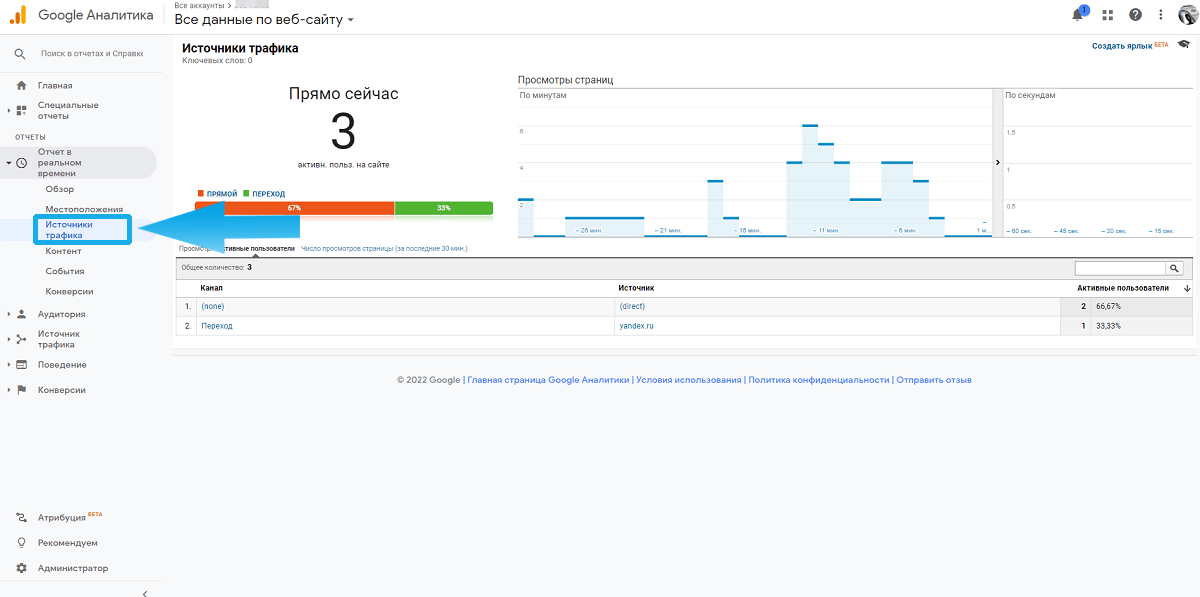 Google Аналитика
Все аккаунты >
Все данные по веб-сайту
1
Поиск в отчетах и Справке
Главная
Специальные
отчеты
ОТЧЕТЫ
Отчет в
реальном
времени
Обзор
Местоположения
Источники
трафика
Контент
События
Конверсии
Аудитория
Источник
трафика
Поведение
Конверсии
Атрибуция BETA
Рекомендуем
Администратор
Источники трафика
Ключевых слов: 0
Создать ярлык BETA
Прямо сейчас
3
активн. польз. на сайте
ПРЯМОЙ ПЕРЕХОД
67% 33%
Просмотры страниц
По минутам
По секундам
6
4
2
– 26 мин. – 21 мин. – 16 мин. – 11 мин. – 6 мин. 1 м...
1.5
1
0.5
– 60 сек. – 45 сек. – 30 сек. – 15 сек.
Число просмотров страницы (за последние 30 мин.)
Общее количество: 3
Канал Источник Активные пользователи
1. (none) (direct) 2 66,67%
2. Переход yandex.ru 1 33,33%
© 2022 Google | Главная страница Google Аналитики | Условия использования | Политика конфиденциальности | Отправить отзыв